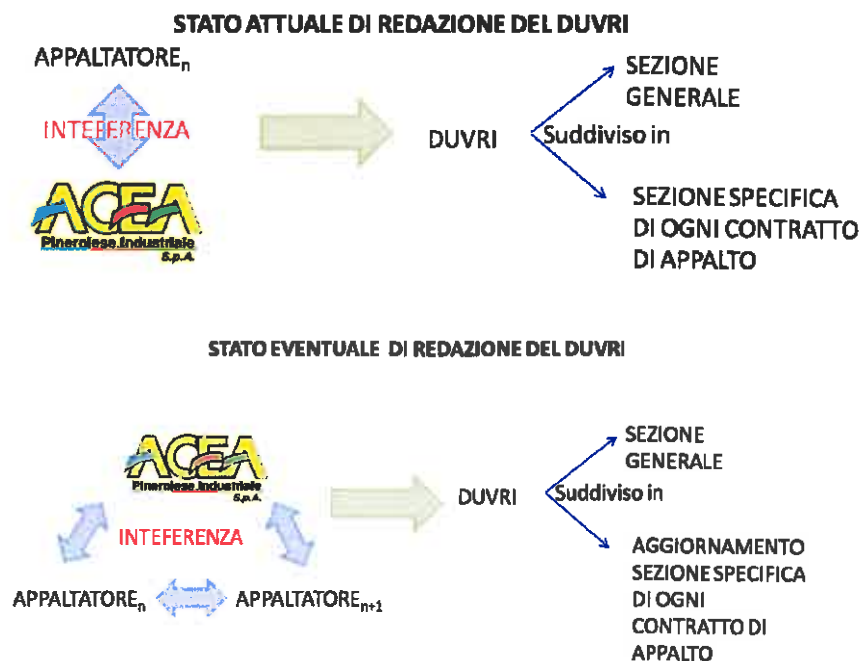 STATO ATTUALE DI REDAZIONE DEL DUVRI
APPALTATOREn
INTEFERENZA
ACEA
Pinerolese Industriale
S.p.A.
DUVRI
Suddiviso in
SEZIONE
GENERALE
SEZIONE SPECIFICA
DI OGNI CONTRATTO
DI APPALTO
STATO EVENTUALE DI REDAZIONE DEL DUVRI
ACEA
Pinerolese Industriale
S.p.A.
INTEFERENZA
APPALTATOREn
APPALTATOREn+1
DUVRI
Suddiviso in
SEZIONE
GENERALE
AGGIORNAMENTO
SEZIONE SPECIFICA
DI OGNI
CONTRATTO DI
APPALTO